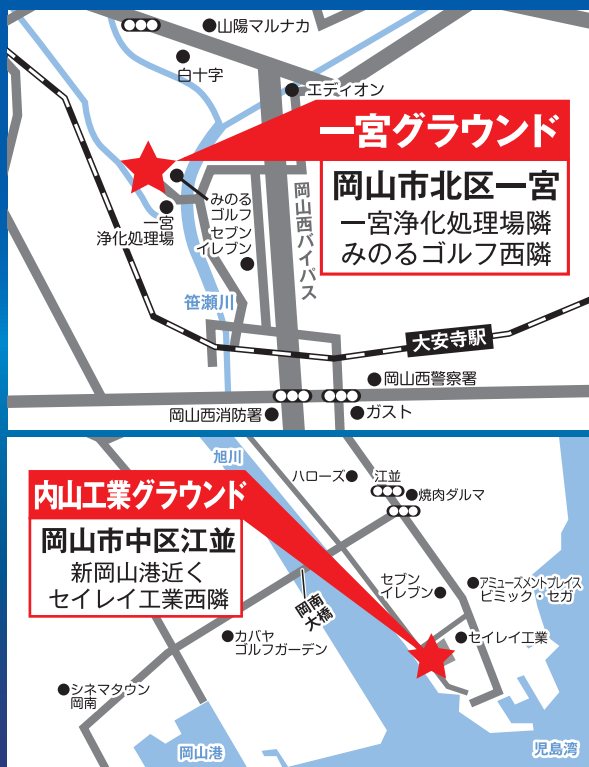 山陽マルナカ
白十字
エディオン
一宮グラウンド
岡山市北区一宮
一宮浄化処理場隣
みのるゴルフ西隣
みのる
ゴルフ
一宮
浄化処理場
セブン
イレブン
岡山西バイパス
笹瀬川
大安寺駅
岡山西警察署
岡山西消防署
ガスト
旭川
ハローズ
江並
焼肉ダルマ
内山工業グラウンド
岡山市中区江並
新岡山港近く
セイレイ工業西隣
セブン
イレブン
アミューズメントプレイス
ビミック・セガ
岡南
大橋
カバヤ
ゴルフガーデン
セイレイ工業
シネマタウン
岡南
岡山港
児島湾